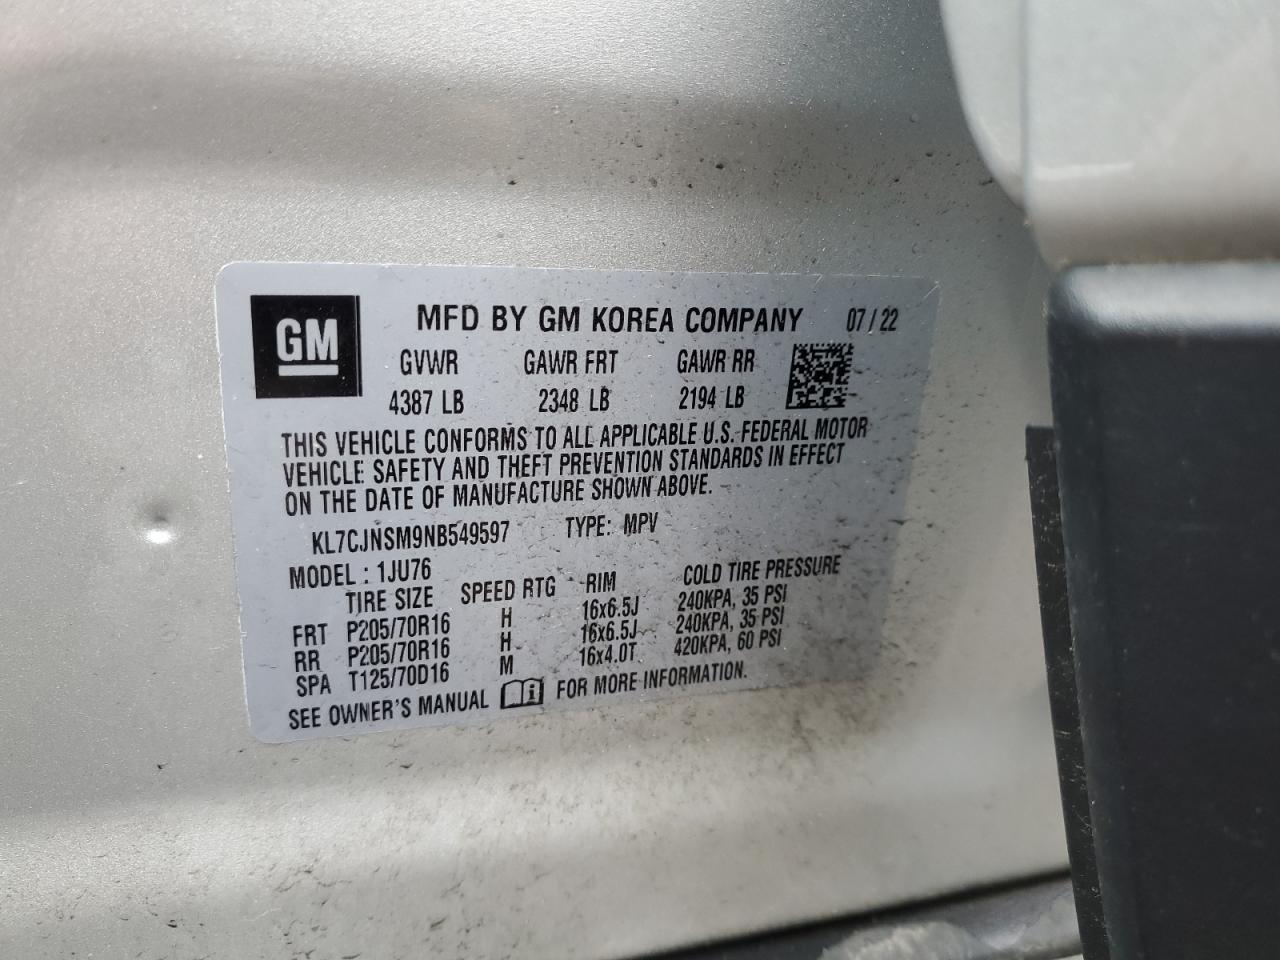 GM
MFD BY GM KOREA COMPANY 07/22
GVWR GAWR FRT GAWR RR
4387 LB 2348 LB 2194 LB
THIS VEHICLE CONFORMS TO ALL APPLICABLE U.S. FEDERAL MOTOR
VEHICLE SAFETY AND THEFT PREVENTION STANDARDS IN EFFECT
ON THE DATE OF MANUFACTURE SHOWN ABOVE.
KL7CJNSM9NB549597 TYPE: MPV
MODEL : 1JU76
TIRE SIZE SPEED RTG RIM COLD TIRE PRESSURE
FRT P205/70R16 H 16x6.5J 240KPA, 35 PSI
RR P205/70R16 H 16x6.5J 240KPA, 35 PSI
SPA T125/70D16 M 16x4.0T 420KPA, 60 PSI
SEE OWNER'S MANUAL FOR MORE INFORMATION.